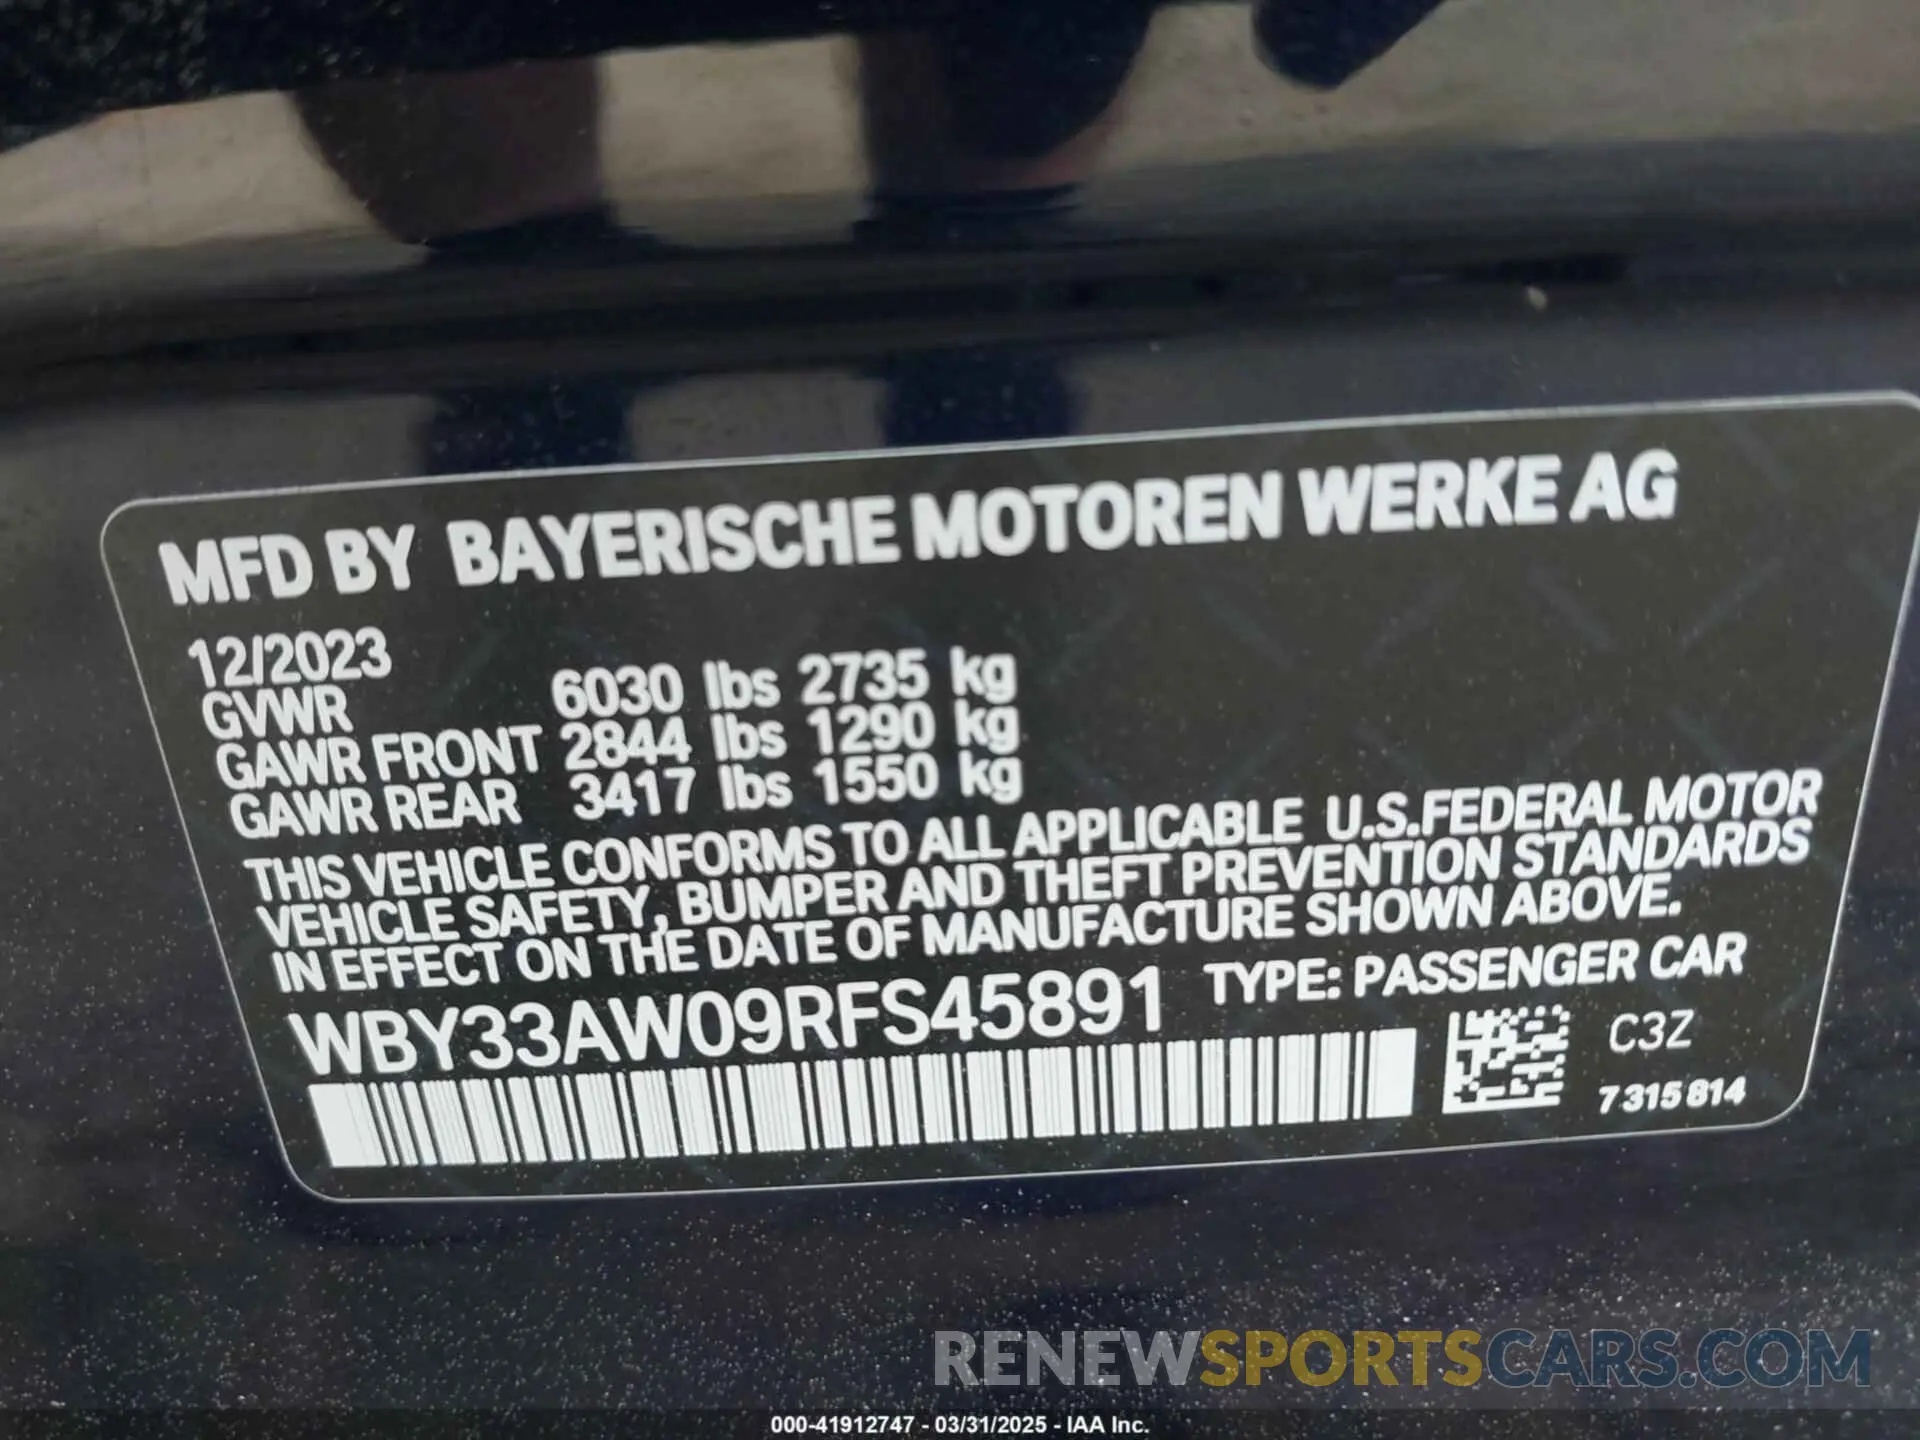 MFD BY BAYERISCHE MOTOREN WERKE AG
12/2023
GVWR 6030 lbs 2735 kg
GAWR FRONT 2844 lbs 1290 kg
GAWR REAR 3417 lbs 1550 kg
THIS VEHICLE CONFORMS TO ALL APPLICABLE U.S.FEDERAL MOTOR
VEHICLE SAFETY, BUMPER AND THEFT PREVENTION STANDARDS
IN EFFECT ON THE DATE OF MANUFACTURE SHOWN ABOVE.
WBY33AW09RFS45891 TYPE: PASSENGER CAR
C3Z
7 315 814
RENEWSPORTSCARS.COM
000-41912747 - 03/31/2025 - IAA Inc.